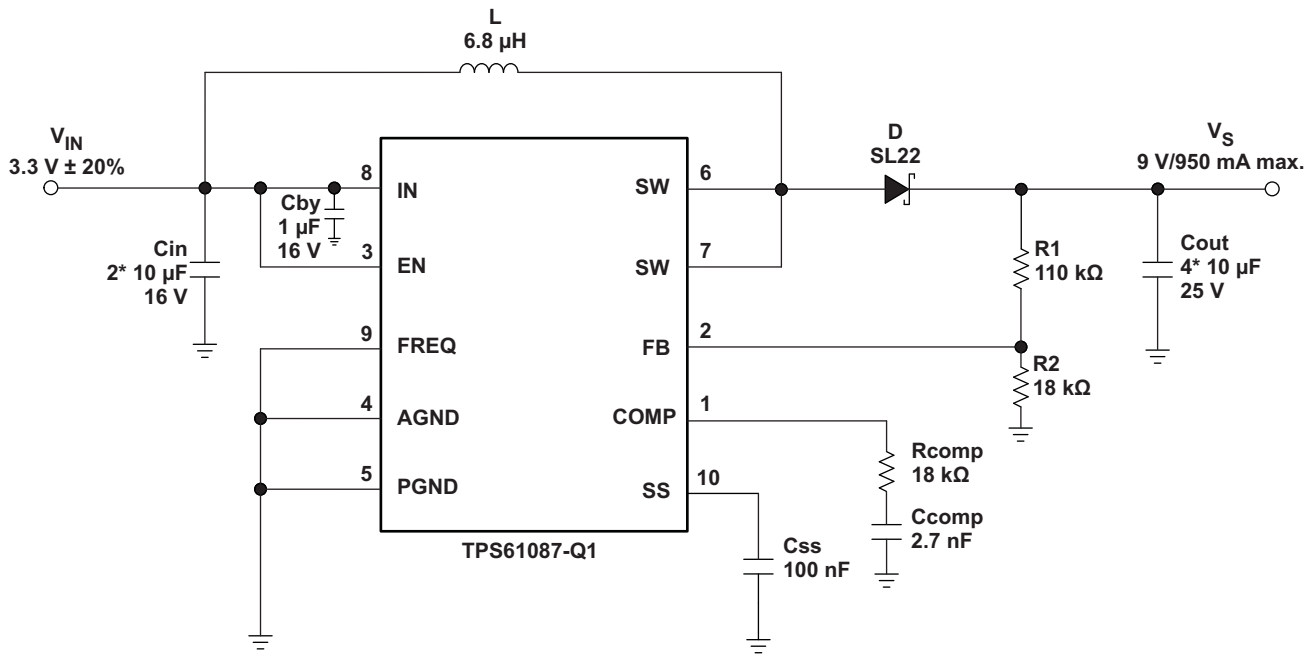 L
6.8 µH
V_IN
3.3 V ± 20%
D
SL22
V_S
9 V/950 mA max.
8
IN
SW
6
Cby
1 µF
16 V
Cin
2* 10 µF
16 V
3
EN
SW
7
R1
110 kΩ
Cout
4* 10 µF
25 V
9
FREQ
FB
2
R2
18 kΩ
4
AGND
COMP
1
Rcomp
18 kΩ
5
PGND
SS
10
Ccomp
2.7 nF
Css
100 nF
TPS61087-Q1